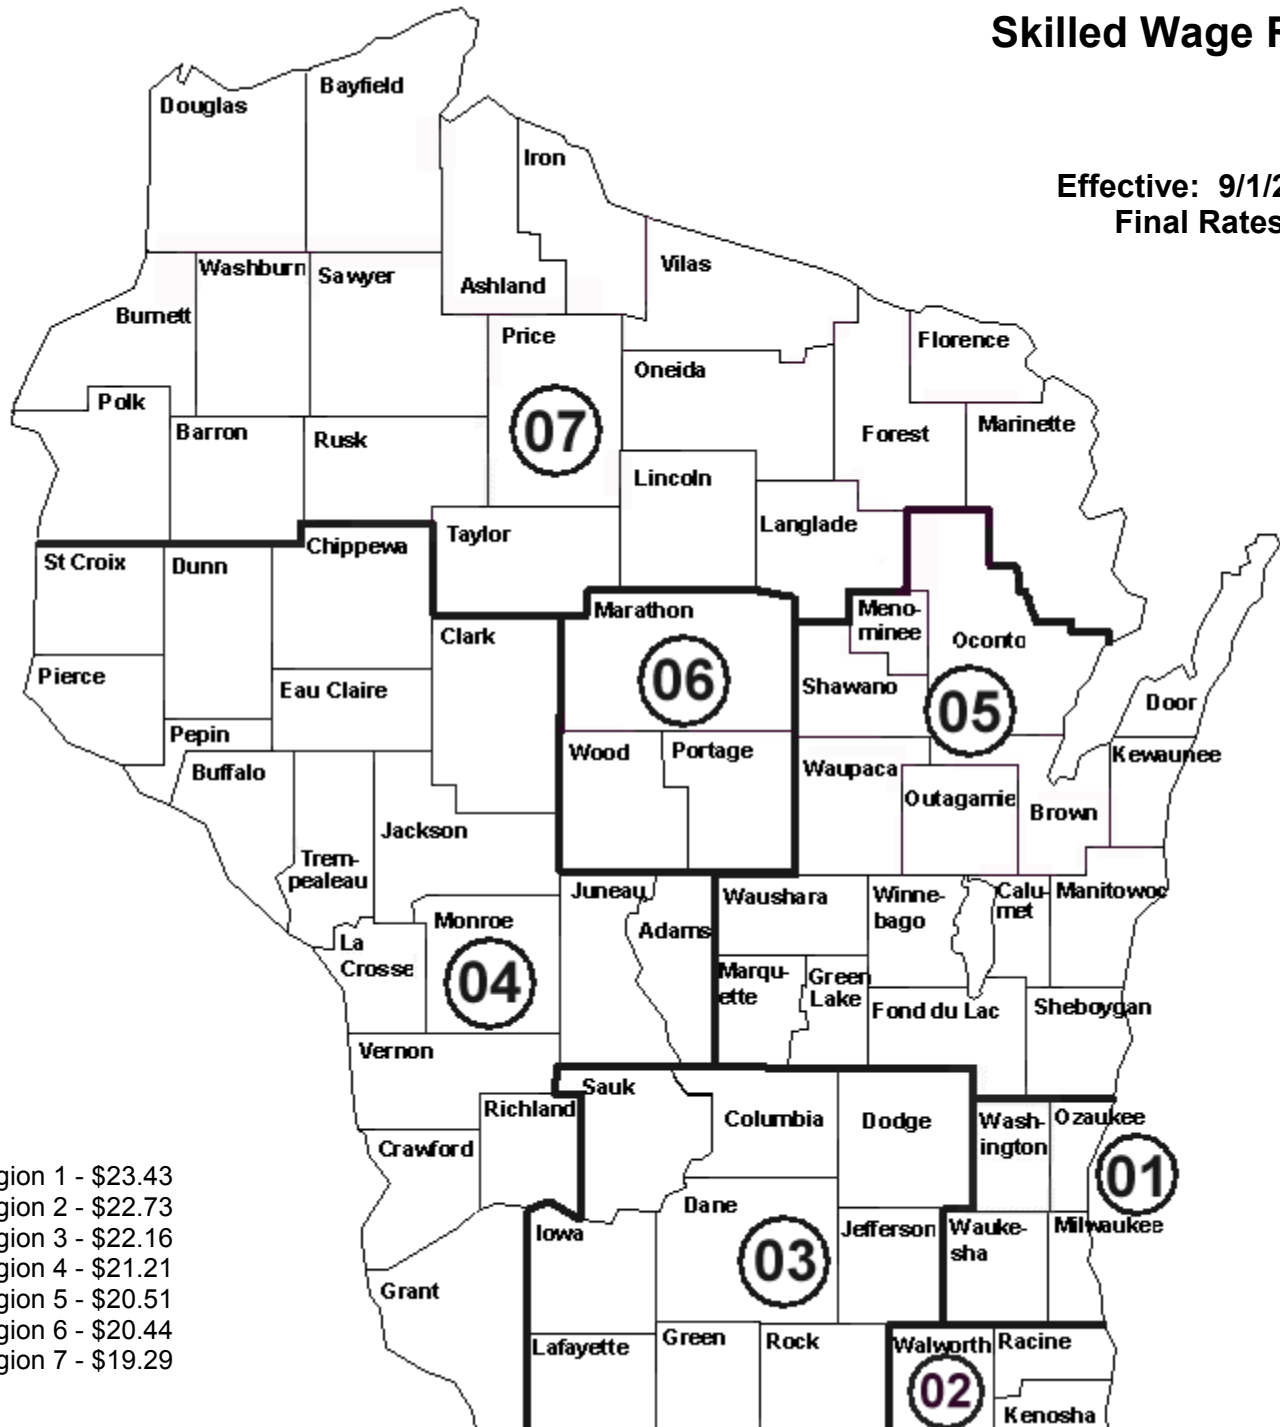 Skilled Wage
Effective: 9/1/2
Final Rates
Douglas
Bayfield
Iron
Vilas
Washburn
Sawyer
Ashland
Burnett
Price
Florence
Oneida
Polk
07
Barron
Rusk
Forest
Marinette
Lincoln
Langlade
Taylor
Chippewa
St Croix
Dunn
Marathon
Meno-
minee
Clark
Oconto
06
Pierce
Eau Claire
Shawano
05
Door
Pepin
Buffalo
Wood
Portage
Waupaca
Kewaunee
Outagamie
Brown
Jackson
Trem-
pealeau
Juneau
Waushara
Winne-
bago
Calu-
met
Manitowoc
Monroe
Adams
La
Crosse
04
Marqu-
ette
Green
Lake
Fond du Lac
Sheboygan
Vernon
Sauk
Richland
Columbia
Dodge
Wash-
ington
Ozaukee
Crawford
01
Dane
Iowa
Jefferson
Wauke-
sha
Milwaukee
03
Grant
Lafayette
Green
Rock
Walworth
Racine
02
Kenosha
gion 1 - $23.43
gion 2 - $22.73
gion 3 - $22.16
gion 4 - $21.21
gion 5 - $20.51
gion 6 - $20.44
gion 7 - $19.29